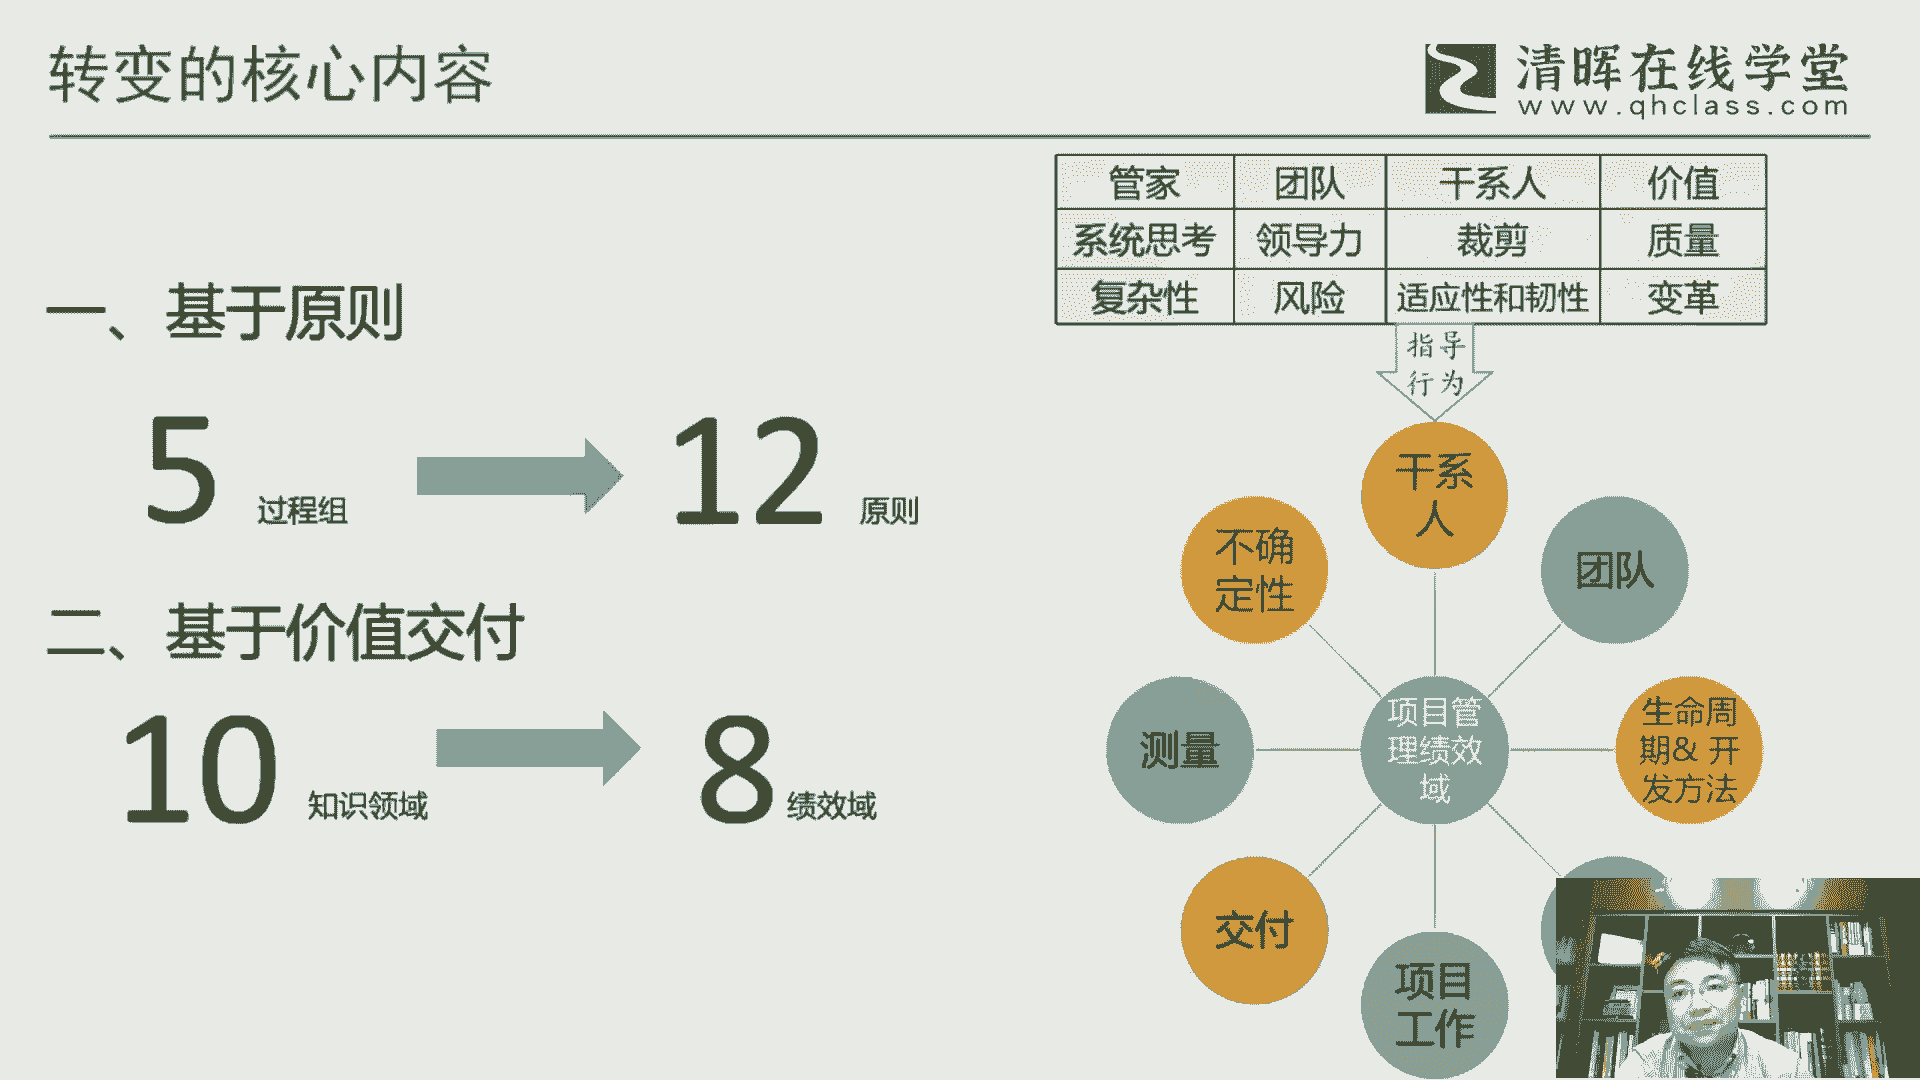 转变的核心内容
清晖在线学堂
www.qhclass.com
管家 团队 干系人 价值
系统思考 领导力 裁剪 质量
复杂性 风险 适应性和韧性 变革
指导
行为
一、基于原则
5 过程组 12 原则
二、基于价值交付
10 知识领域 8 绩效域
干系
人
团队
生命周
期& 开
发方法
项目
工作
交付
测量
不确
定性
项目管
理绩效
域